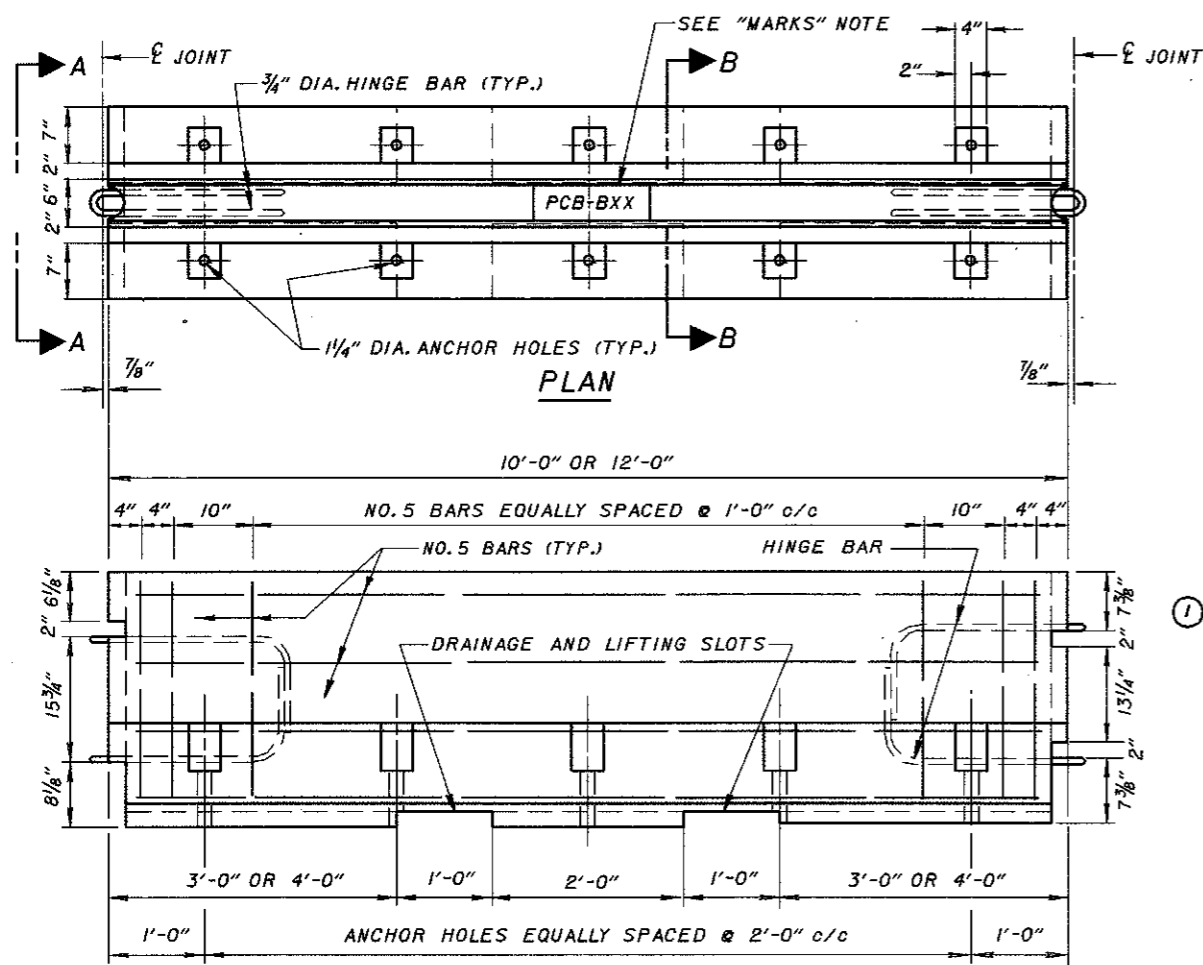 SEE "MARKS" NOTE
4"
A
℄ JOINT
B
℄ JOINT
3/4" DIA. HINGE BAR (TYP.)
2"
7"
2"
6"
PCB-BXX
2"
7"
A
1 1/4" DIA. ANCHOR HOLES (TYP.)
B
7/8"
PLAN
7/8"
10'-0" OR 12'-0"
4" 4" 10" NO. 5 BARS EQUALLY SPACED @ 1'-0" c/c 10" 4" 4"
NO. 5 BARS (TYP.)
HINGE BAR
6 1/8"
7 3/8"
1
2"
2"
DRAINAGE AND LIFTING SLOTS
15 3/4"
13 1/4"
2"
8 1/8"
7 3/8"
3'-0" OR 4'-0" 1'-0" 2'-0" 1'-0" 3'-0" OR 4'-0"
1'-0" ANCHOR HOLES EQUALLY SPACED @ 2'-0" c/c 1'-0"